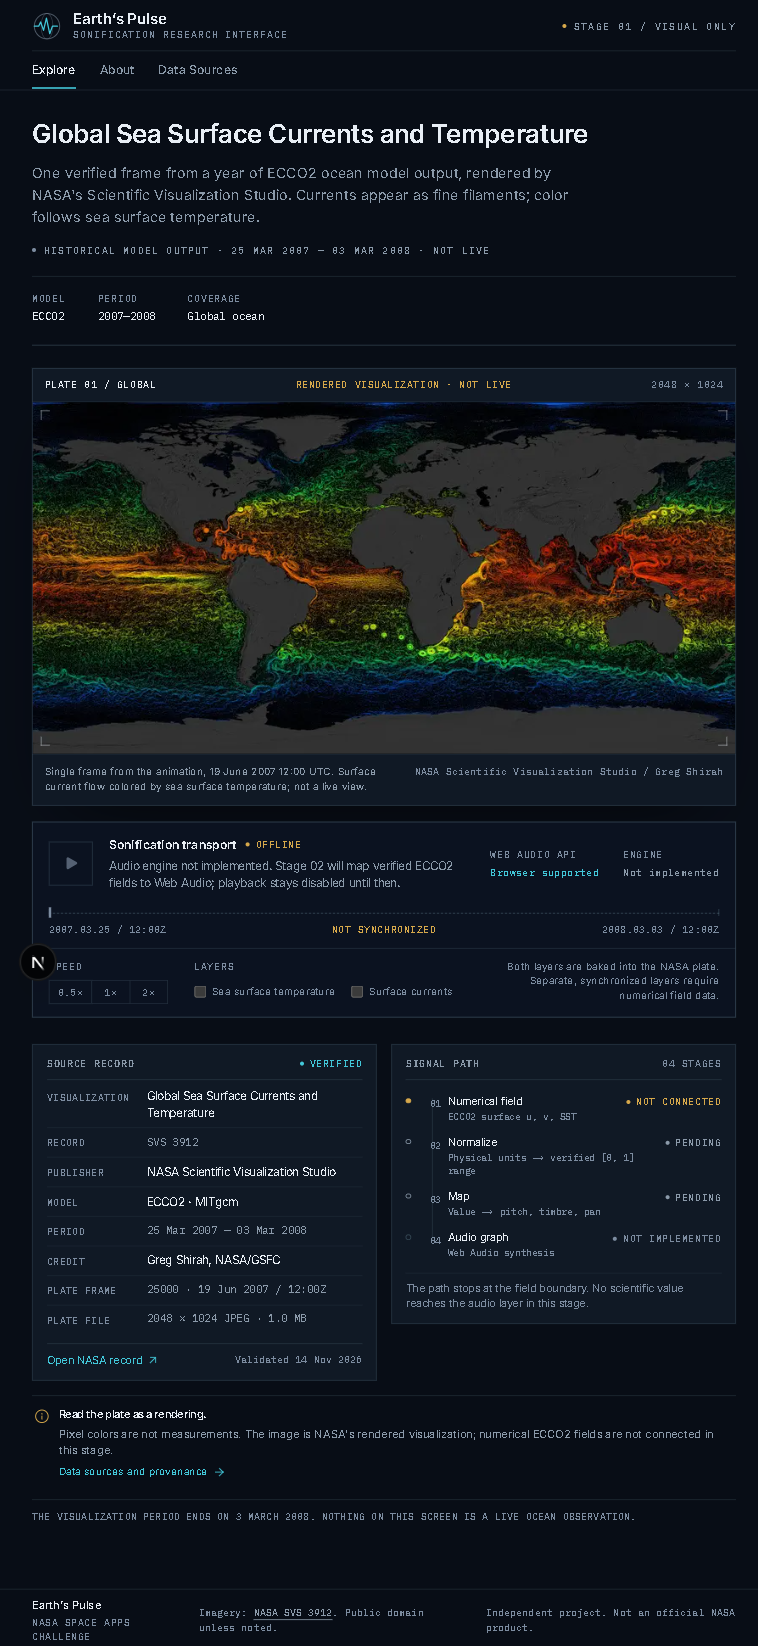 Earth's Pulse
SONIFICATION RESEARCH INTERFACE
STAGE 01 / VISUAL ONLY
Explore
About
Data Sources
Global Sea Surface Currents and Temperature
One verified frame from a year of ECCO2 ocean model output, rendered by
NASA's Scientific Visualization Studio. Currents appear as fine filaments; color
follows sea surface temperature.
HISTORICAL MODEL OUTPUT · 25 MAR 2007 — 03 MAR 2008 · NOT LIVE
MODEL
ECCO2
PERIOD
2007—2008
COVERAGE
Global ocean
PLATE 01 / GLOBAL
RENDERED VISUALIZATION · NOT LIVE
2048 × 1024
Single frame from the animation, 19 June 2007 12:00 UTC. Surface
current flow colored by sea surface temperature; not a live view.
NASA Scientific Visualization Studio / Greg Shirah
Sonification transport
OFFLINE
Audio engine not implemented. Stage 02 will map verified ECCO2
fields to Web Audio; playback stays disabled until then.
WEB AUDIO API
Browser supported
ENGINE
Not implemented
2007.03.25 / 12:00Z
NOT SYNCHRONIZED
2008.03.03 / 12:00Z
N
PEED
0.5×
1×
2×
LAYERS
Sea surface temperature
Surface currents
Both layers are baked into the NASA plate.
Separate, synchronized layers require
numerical field data.
SOURCE RECORD
VERIFIED
VISUALIZATION
Global Sea Surface Currents and
Temperature
RECORD
SVS 3912
PUBLISHER
NASA Scientific Visualization Studio
MODEL
ECCO2 · MITgcm
PERIOD
25 Mar 2007 — 03 Mar 2008
CREDIT
Greg Shirah, NASA/GSFC
PLATE FRAME
25000 · 19 Jun 2007 / 12:00Z
PLATE FILE
2048 × 1024 JPEG · 1.0 MB
Open NASA record ↗
Validated 14 Nov 2026
SIGNAL PATH
04 STAGES
01
Numerical field
NOT CONNECTED
ECCO2 surface u, v, SST
02
Normalize
PENDING
Physical units → verified [0, 1]
range
03
Map
PENDING
Value → pitch, timbre, pan
04
Audio graph
NOT IMPLEMENTED
Web Audio synthesis
The path stops at the field boundary. No scientific value
reaches the audio layer in this stage.
Read the plate as a rendering.
Pixel colors are not measurements. The image is NASA's rendered visualization; numerical ECCO2 fields are not connected in
this stage.
Data sources and provenance →
THE VISUALIZATION PERIOD ENDS ON 3 MARCH 2008. NOTHING ON THIS SCREEN IS A LIVE OCEAN OBSERVATION.
Earth's Pulse
NASA SPACE APPS
CHALLENGE
Imagery: NASA SVS 3912. Public domain
unless noted.
Independent project. Not an official NASA
product.